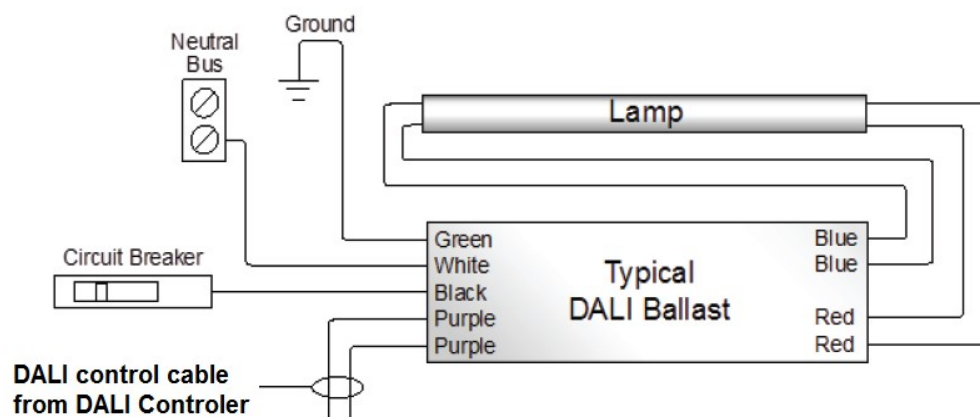 Ground
Neutral
Bus
Lamp
Circuit Breaker
Green
White
Black
Purple
Purple
Typical
DALI Ballast
Blue
Blue
Red
Red
DALI control cable
from DALI Controler